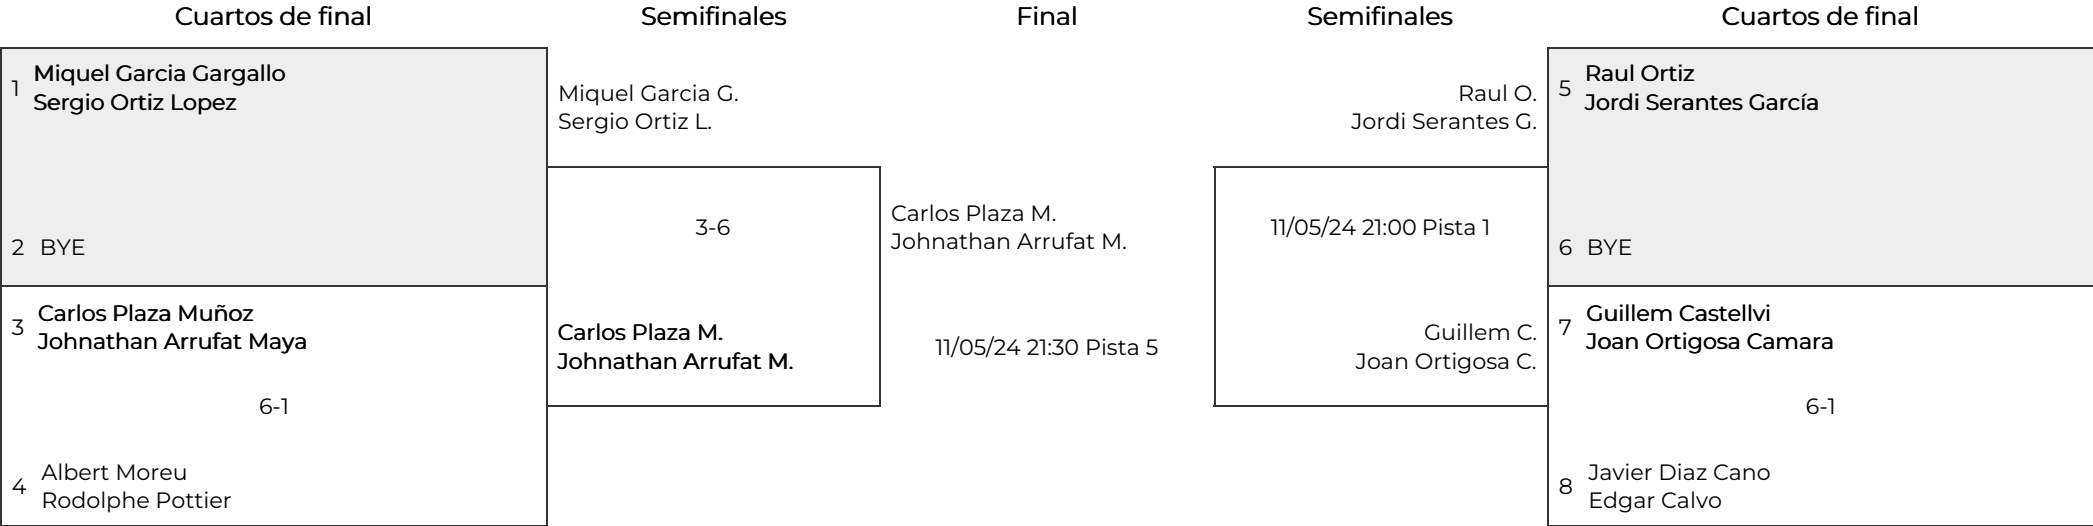 Cuartos de final
Semifinales
Final
Semifinales
Cuartos de final
1
Miquel Garcia Gargallo
Sergio Ortiz Lopez
2 BYE
3
Carlos Plaza Muñoz
Johnathan Arrufat Maya
6-1
4
Albert Moreu
Rodolphe Pottier
Miquel Garcia G.
Sergio Ortiz L.
3-6
Carlos Plaza M.
Johnathan Arrufat M.
Carlos Plaza M.
Johnathan Arrufat M.
11/05/24 21:30 Pista 5
Raul O.
Jordi Serantes G.
11/05/24 21:00 Pista 1
Guillem C.
Joan Ortigosa C.
5
Raul Ortiz
Jordi Serantes García
6 BYE
7
Guillem Castellvi
Joan Ortigosa Camara
6-1
8
Javier Diaz Cano
Edgar Calvo